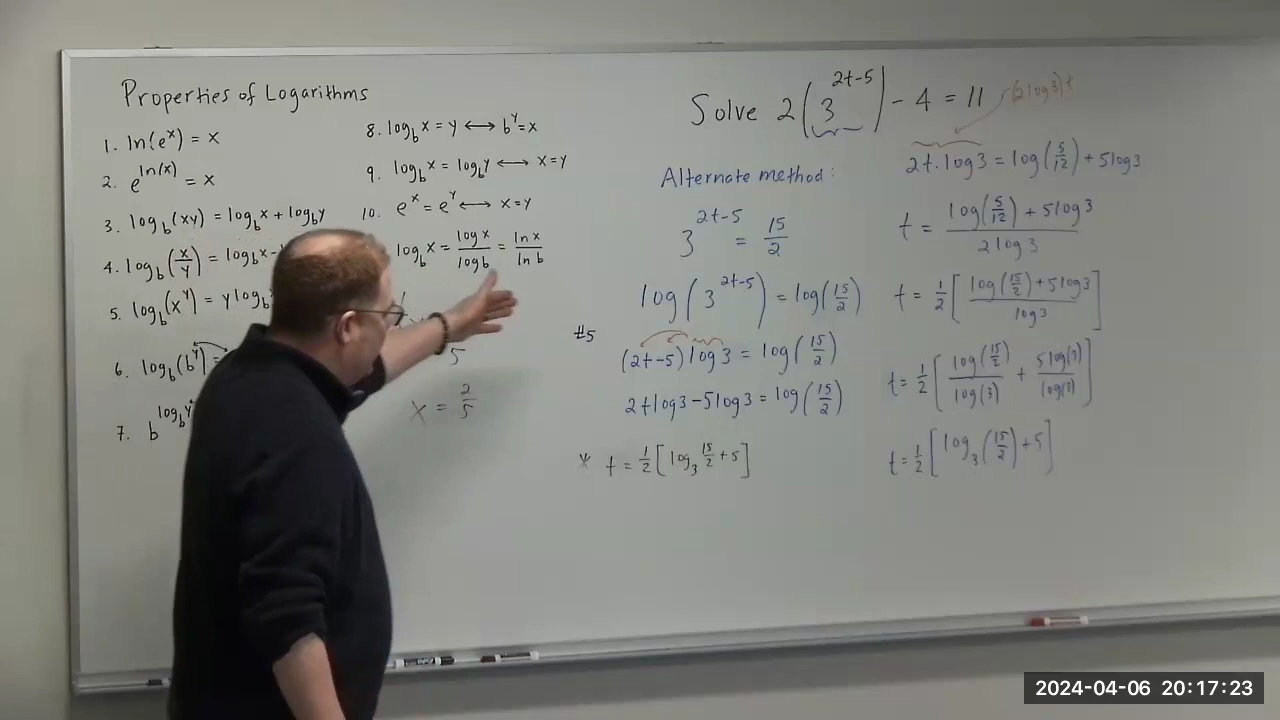 Properties of Logarithms
1. ln(e^x) = x
2. e^ln(x) = x
3. log_b(xy) = log_b x + log_b y
4. log_b(x/y) = log_b x -
5. log_b(x^y) = y log_b
6. log_b(b^y) =
7. b^log_b y
8. log_b x = y ⟷ b^y = x
9. log_b x = log_b y ⟷ x = y
10. e^x = e^y ⟷ x = y
log_b x = log x / log b = ln x / ln b
5
x = 2/5
Solve 2(3^2t-5) - 4 = 11
Alternate method:
3^2t-5 = 15/2
log(3^2t-5) = log(15/2)
#5
(2t-5) log 3 = log(15/2)
2t log 3 - 5 log 3 = log(15/2)
* t = 1/2 [log_3 15/2 + 5]
(2 log 3) t
2t · log 3 = log(5/12) + 5 log 3
t = log(5/12) + 5 log 3 / 2 log 3
t = 1/2 [log(15/2) + 5 log 3 / log 3]
t = 1/2 [log(15/2) / log(3) + 5 log(3) / log(3)]
t = 1/2 [log_3 (15/2) + 5]
2024-04-06 20:17:23